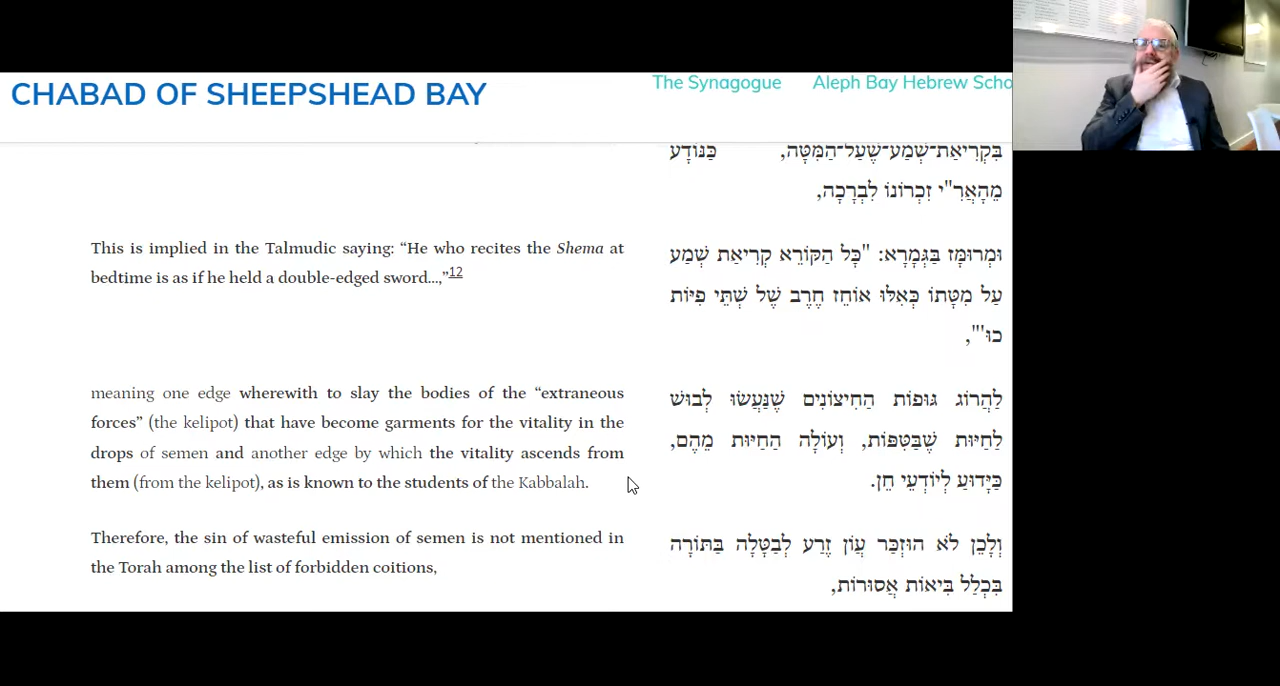 CHABAD OF SHEEPSHEAD BAY
The Synagogue Aleph Bay Hebrew Scho
בִּקְרִיאַת־שְׁמַע־שֶׁעַל־הַמִּטָּה, כַּנּוֹדָע
מֵהָאֲרִ"י זִכְרוֹנוֹ לִבְרָכָה,
This is implied in the Talmudic saying: “He who recites the Shema at
bedtime is as if he held a double-edged sword...,”12
וּמְרוּמָּז בַּגְּמָרָא: "כָּל הַקּוֹרֵא קְרִיאַת שְׁמַע
עַל מִטָּתוֹ כְּאִלּוּ אוֹחֵז חֶרֶב שֶׁל שְׁתֵּי פִיּוֹת
כוּ'",
meaning one edge wherewith to slay the bodies of the “extraneous
forces” (the kelipot) that have become garments for the vitality in the
drops of semen and another edge by which the vitality ascends from
them (from the kelipot), as is known to the students of the Kabbalah.
לַהֲרוֹג גּוּפוֹת הַחִיצוֹנִים שֶׁנַּעֲשׂוּ לְבוּשׁ
לַחַיּוּת שֶׁבַּטִּפּוֹת, וְעוֹלֶה הַחַיּוּת מֵהֶם,
כַּיָּדוּעַ לְיוֹדְעֵי חֵן.
Therefore, the sin of wasteful emission of semen is not mentioned in
the Torah among the list of forbidden coitions,
וְלָכֵן לֹא הוּזְכַּר עֲוֹן זֶרַע לְבַטָּלָה בַּתּוֹרָה
בִּכְלַל בִּיאוֹת אֲסוּרוֹת,